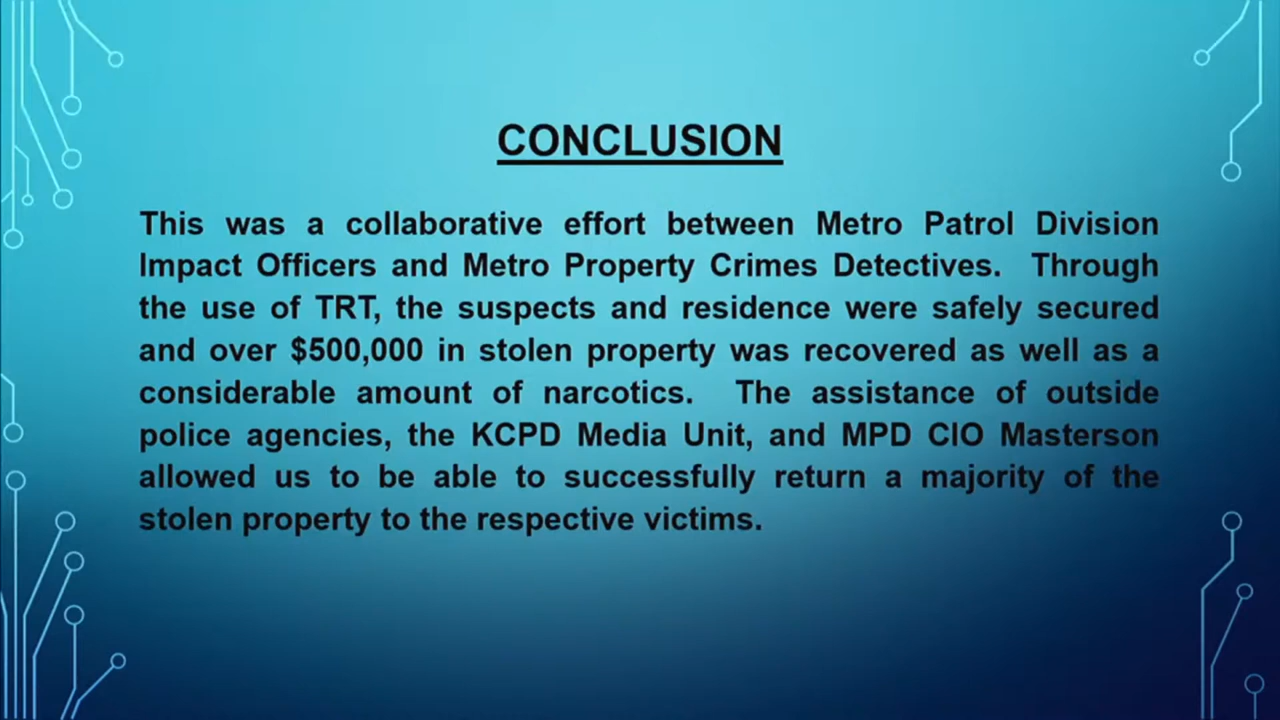 CONCLUSION
This was a collaborative effort between Metro Patrol Division
Impact Officers and Metro Property Crimes Detectives. Through
the use of TRT, the suspects and residence were safely secured
and over $500,000 in stolen property was recovered as well as a
considerable amount of narcotics. The assistance of outside
police agencies, the KCPD Media Unit, and MPD CIO Masterson
allowed us to be able to successfully return a majority of the
stolen property to the respective victims.